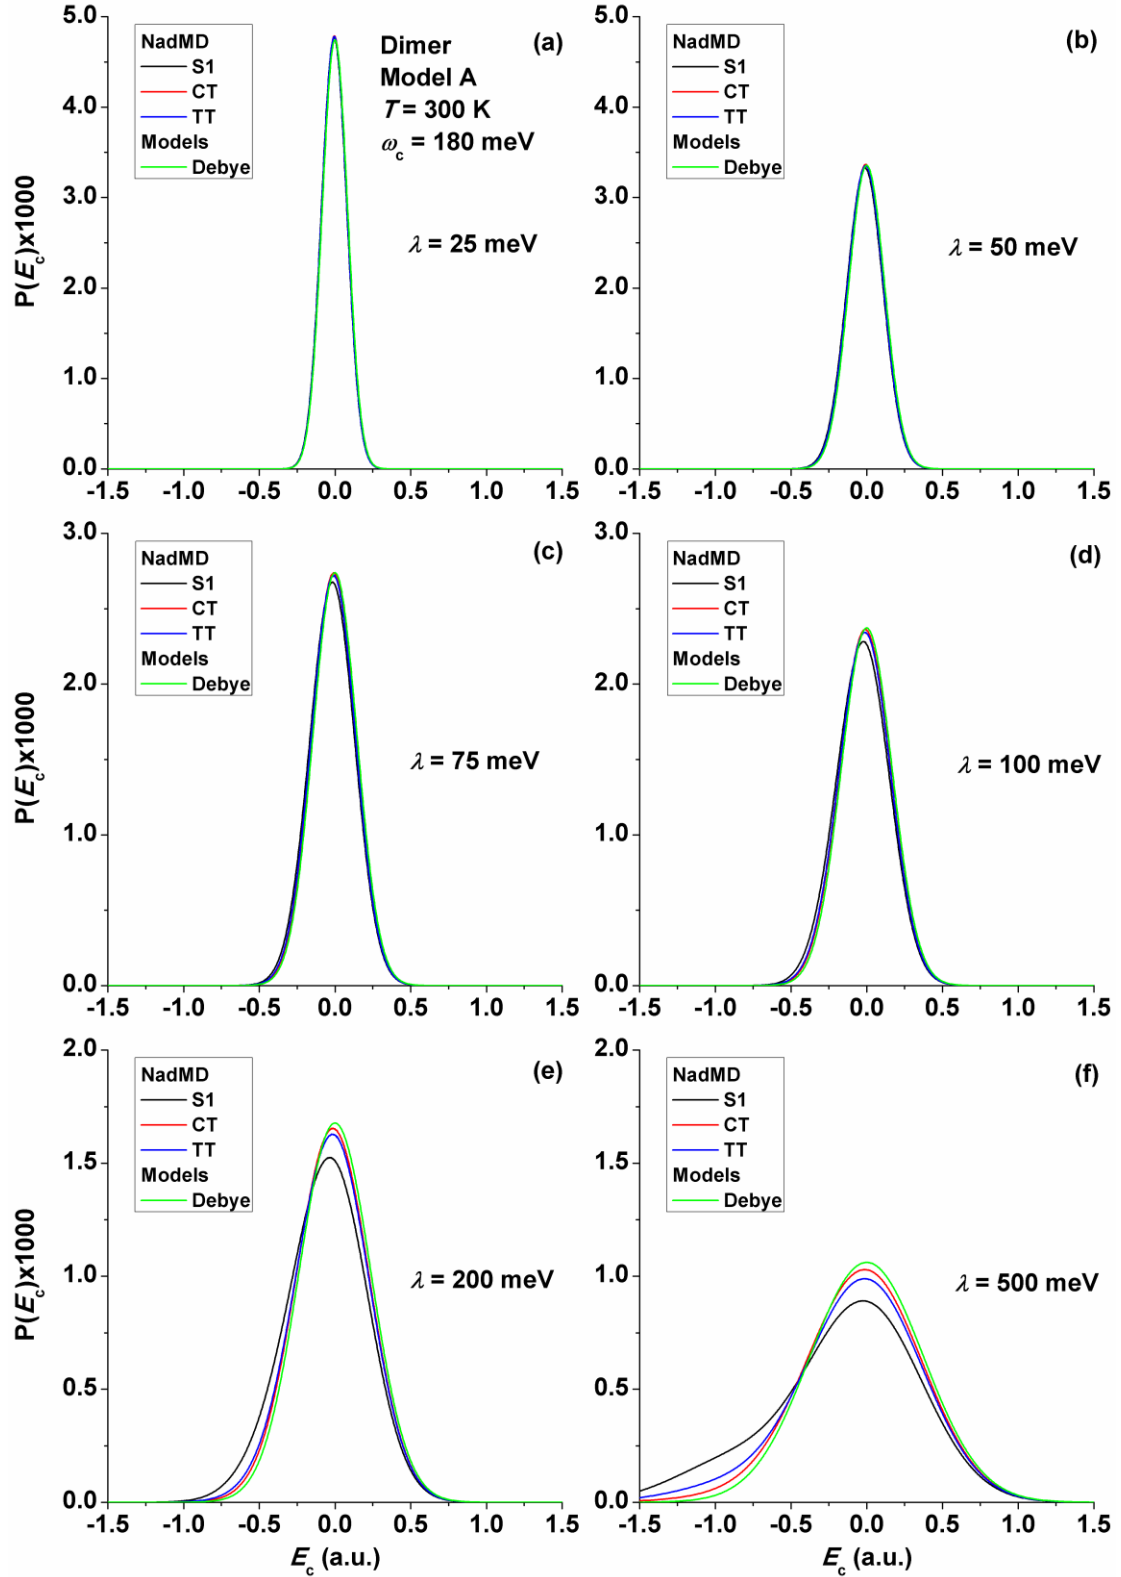 (a)
P(E_c)x1000
5.0
4.0
3.0
2.0
1.0
0.0
NadMD
S1
CT
TT
Models
Debye
Dimer
Model A
T = 300 K
ω_c = 180 meV
λ = 25 meV
-1.5 -1.0 -0.5 0.0 0.5 1.0 1.5
(b)
5.0
4.0
3.0
2.0
1.0
0.0
NadMD
S1
CT
TT
Models
Debye
λ = 50 meV
-1.5 -1.0 -0.5 0.0 0.5 1.0 1.5
(c)
P(E_c)x1000
3.0
2.0
1.0
0.0
NadMD
S1
CT
TT
Models
Debye
λ = 75 meV
-1.5 -1.0 -0.5 0.0 0.5 1.0 1.5
(d)
3.0
2.0
1.0
0.0
NadMD
S1
CT
TT
Models
Debye
λ = 100 meV
-1.5 -1.0 -0.5 0.0 0.5 1.0 1.5
(e)
P(E_c)x1000
2.0
1.5
1.0
0.5
0.0
NadMD
S1
CT
TT
Models
Debye
λ = 200 meV
-1.5 -1.0 -0.5 0.0 0.5 1.0 1.5
E_c (a.u.)
(f)
2.0
1.5
1.0
0.5
0.0
NadMD
S1
CT
TT
Models
Debye
λ = 500 meV
-1.5 -1.0 -0.5 0.0 0.5 1.0 1.5
E_c (a.u.)